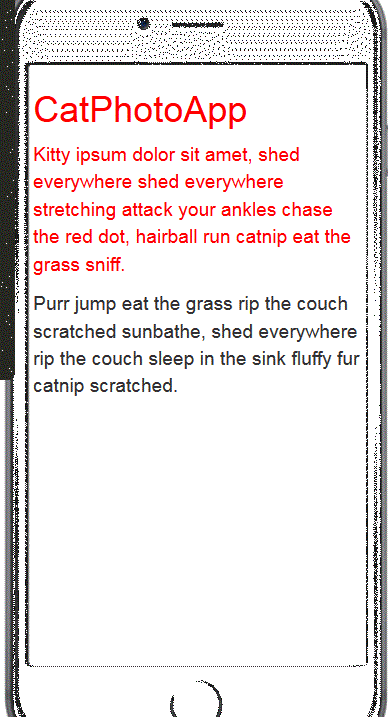 CatPhotoApp
Kitty ipsum dolor sit amet, shed
everywhere shed everywhere
stretching attack your ankles chase
the red dot, hairball run catnip eat the
grass sniff.
Purr jump eat the grass rip the couch
scratched sunbathe, shed everywhere
rip the couch sleep in the sink fluffy fur
catnip scratched.